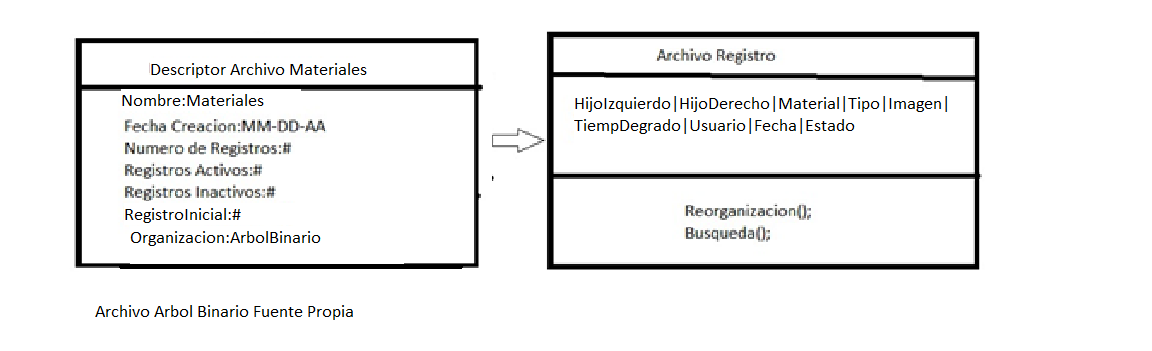 Descriptor Archivo Materiales
Nombre:Materiales
Fecha Creacion:MM-DD-AA
Numero de Registros:#
Registros Activos:#
Registros Inactivos:#
RegistroInicial:#
Organizacion:ArbolBinario
Archivo Registro
HijoIzquierdo|HijoDerecho|Material|Tipo|Imagen|
TiempDegrado|Usuario|Fecha|Estado
Reorganizacion();
Busqueda();
Archivo Arbol Binario Fuente Propia